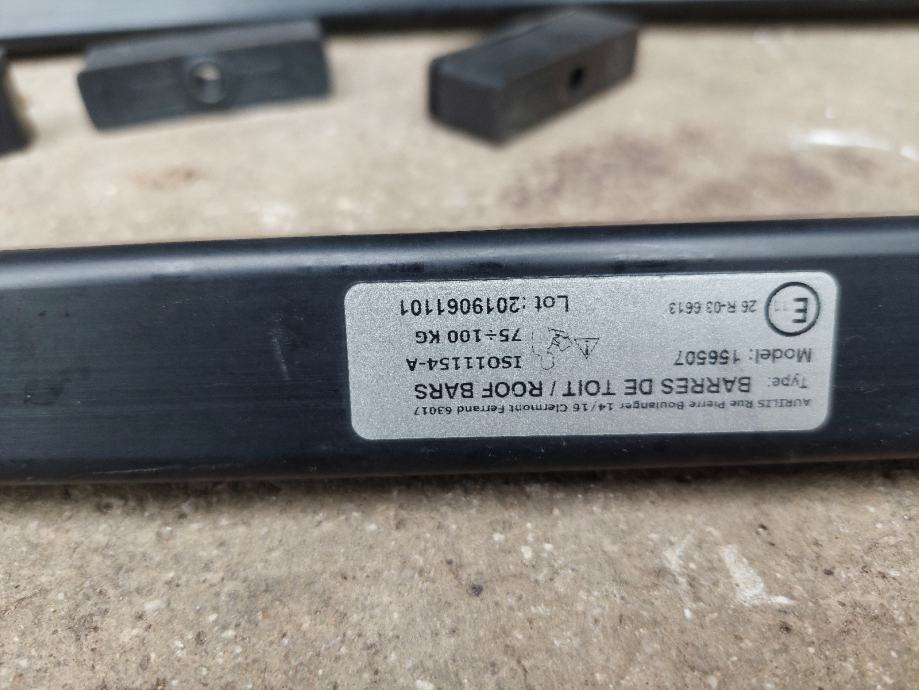 AURILIS Rue Pierre Boulanger 14/16 Clermont Ferrand 63017
Type: BARRES DE TOIT / ROOF BARS
Model: 156507
ISO11154-A
75÷100 KG
E
26 R-03 6613
Lot :2019061101